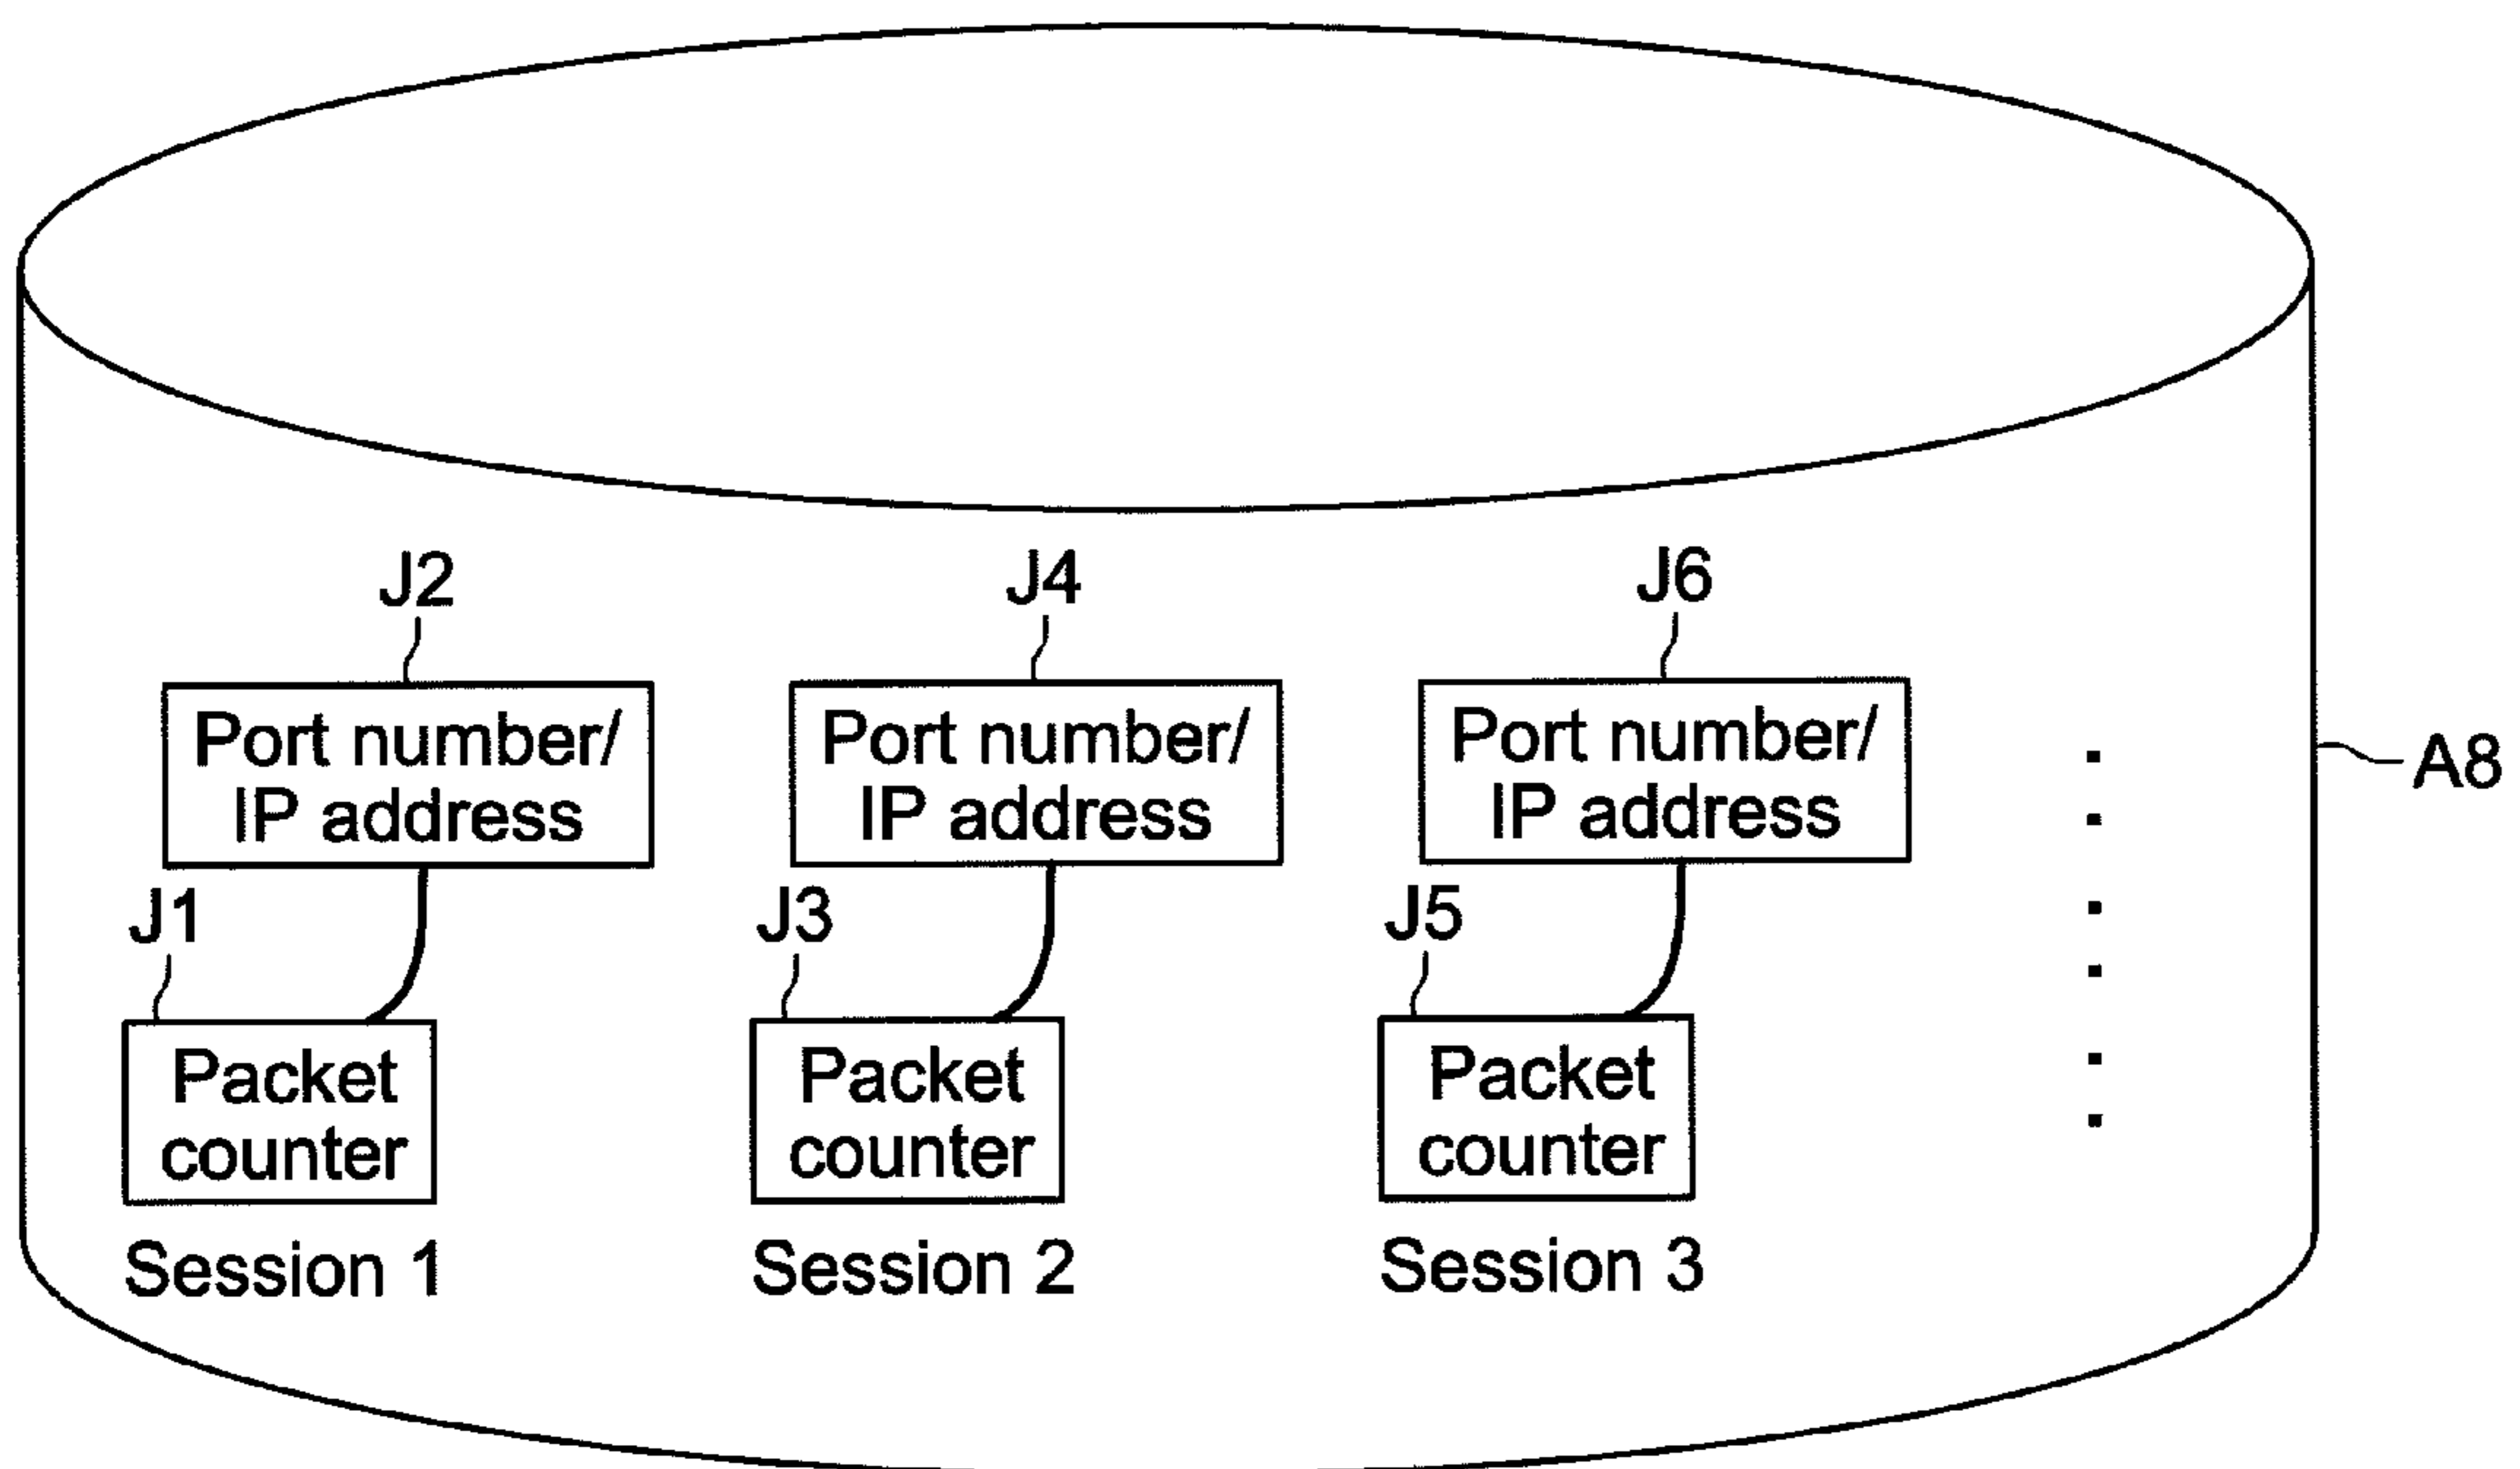 J2
J4
J6
Port number/
IP address
Port number/
IP address
Port number/
IP address
A8
J1
J3
J5
Packet
counter
Packet
counter
Packet
counter
Session 1
Session 2
Session 3